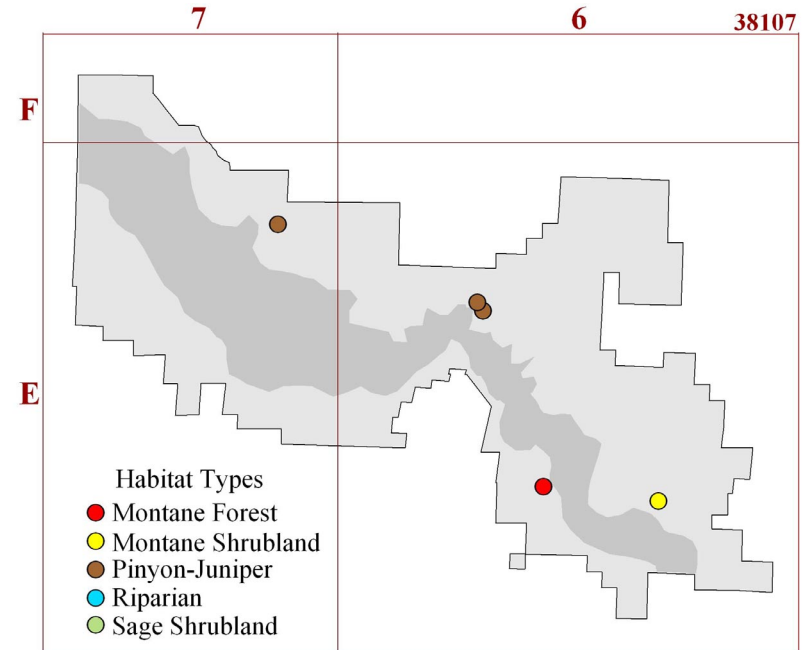 7 6 38107
F
E
Habitat Types
Montane Forest
Montane Shrubland
Pinyon-Juniper
Riparian
Sage Shrubland